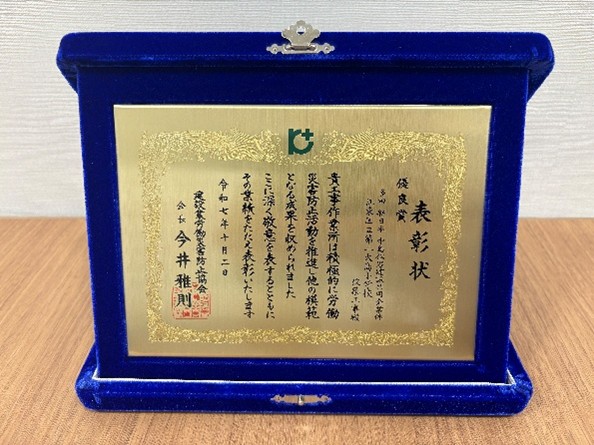 表彰状
優良賞
貴工事作業所は積極的に労働
災害防止活動を推進し他の模範
となる成果を収められました
ここに深く敬意を表するとともに
その業績をたたえ表彰いたします
令和七年十月二日
建設業労働災害防止協会
会長 今井雅則